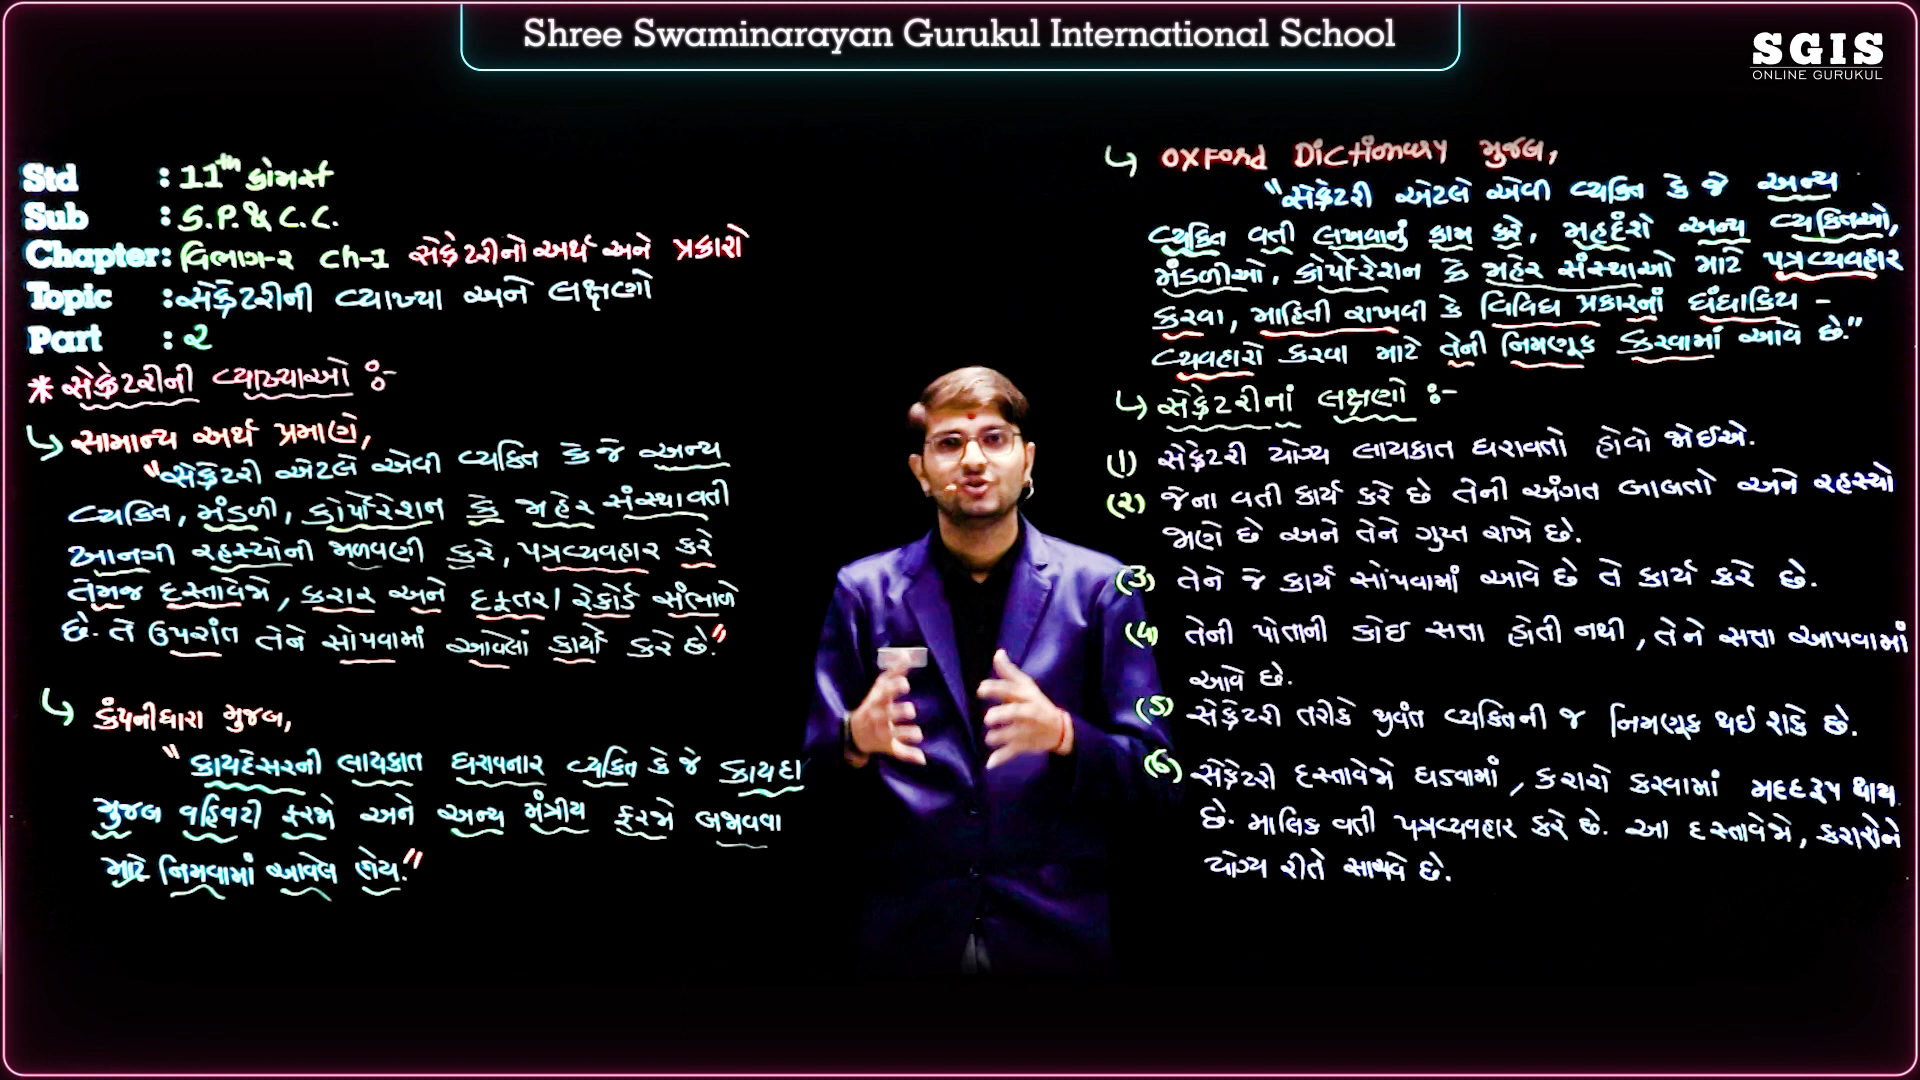 Shree Swaminarayan Gurukul International School
SGIS
ONLINE GURUKUL
Std : 11th કોમર્સ
Sub : S.P. & C.C.
Chapter: વિભાગ-૨ ch-1 સેક્રેટરીનો અર્થ અને પ્રકારો
Topic : સેક્રેટરીની વ્યાખ્યા અને લક્ષણો
Part : ૨
* સેક્રેટરીની વ્યાખ્યાઓ :-
↳ સામાન્ય અર્થ પ્રમાણે,
"સેક્રેટરી એટલે એવી વ્યક્તિ કે જે અન્ય
વ્યક્તિ, મંડળી, કોર્પોરેશન કે જાહેર સંસ્થાવતી
ખાનગી રહસ્યોની જાળવણી કરે, પત્રવ્યવહાર કરે
તેમજ દસ્તાવેજો, કરાર અને દફતર/રેકોર્ડ સંભાળે
છે. તે ઉપરાંત તેને સોંપવામાં આવેલાં કાર્યો કરે છે."
↳ કંપનીધારા મુજબ,
"કાયદેસરની લાયકાત ધરાવનાર વ્યક્તિ કે જે કાયદા
મુજબ વહિવટી ફરજો અને અન્ય મંત્રીય ફરજો બજાવવા
માટે નિમવામાં આવેલ હોય."
↳ OXFord Dictionary મુજબ,
"સેક્રેટરી એટલે એવી વ્યક્તિ કે જે અન્ય
વ્યક્તિ વતી લખવાનું કામ કરે, મહદંશે અન્ય વ્યક્તિઓ,
મંડળીઓ, કોર્પોરેશન કે જાહેર સંસ્થાઓ માટે પત્રવ્યવહાર
કરવા, માહિતી રાખવી કે વિવિધ પ્રકારનાં ધંધાકિય -
વ્યવહારો કરવા માટે તેની નિમણૂક કરવામાં આવે છે."
↳ સેક્રેટરીનાં લક્ષણો :-
(1) સેક્રેટરી યોગ્ય લાયકાત ધરાવતો હોવો જોઈએ.
(૨) જેના વતી કાર્ય કરે છે તેની અંગત બાબતો અને રહસ્યો
જાણે છે અને તેને ગુપ્ત રાખે છે.
(3) તેને જે કાર્ય સોંપવામાં આવે છે તે કાર્ય કરે છે.
(4) તેની પોતાની કોઈ સત્તા હોતી નથી, તેને સત્તા આપવામાં
આવે છે.
(5) સેક્રેટરી તરીકે જીવંત વ્યક્તિની જ નિમણૂક થઈ શકે છે.
(6) સેક્રેટરી દસ્તાવેજો ઘડવામાં, કરારો કરવામાં મદદરૂપ થાય
છે. માલિક વતી પત્રવ્યવહાર કરે છે. આ દસ્તાવેજો, કરારોને
યોગ્ય રીતે સાચવે છે.